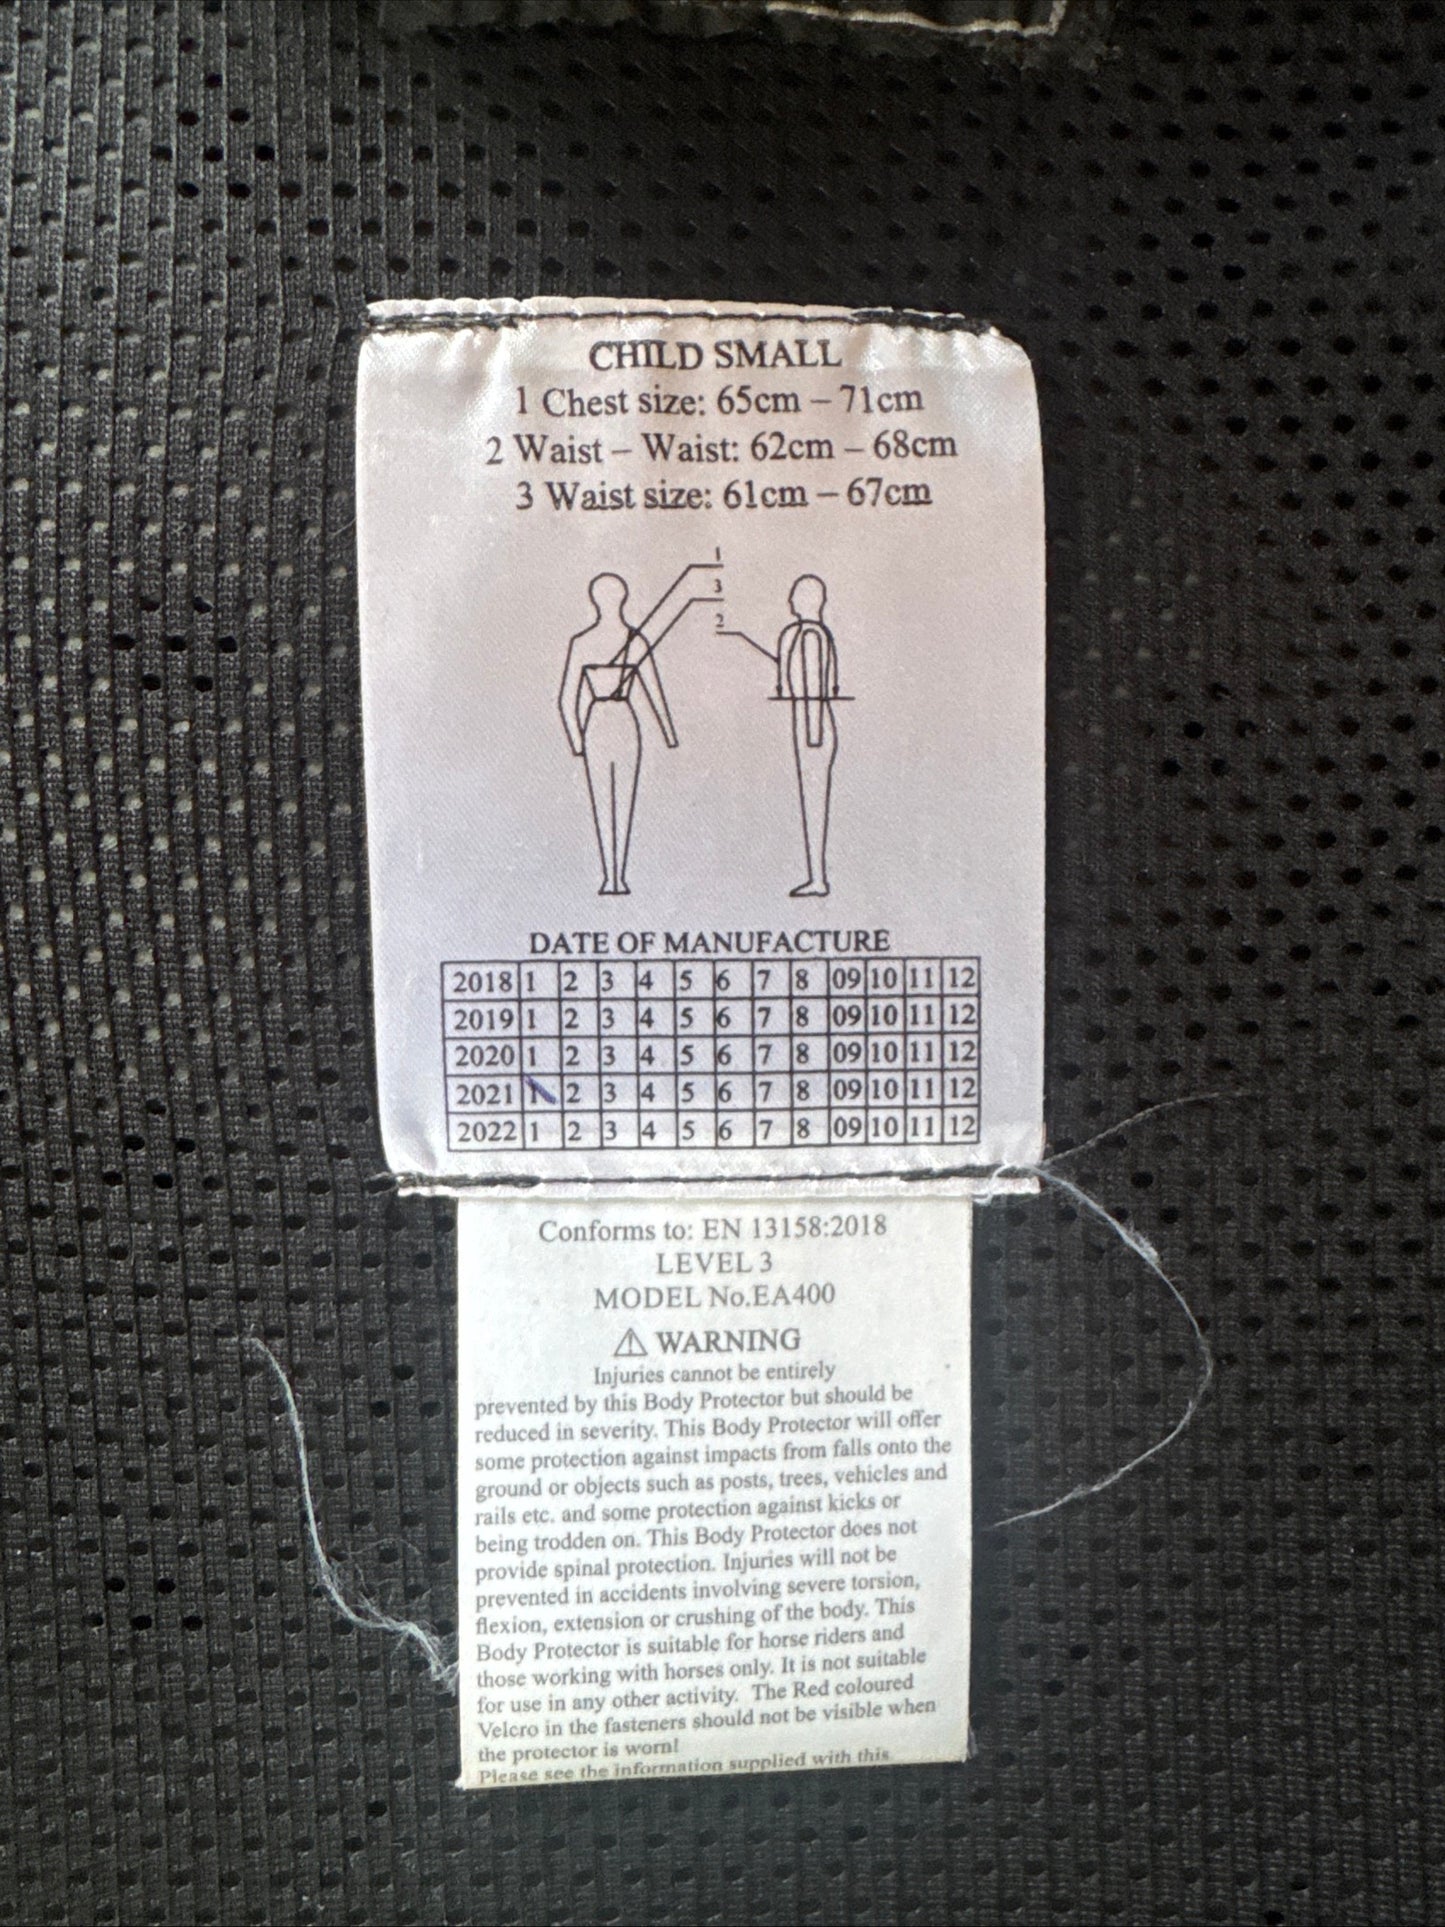 CHILD SMALL
1 Chest size: 65cm – 71cm
2 Waist – Waist: 62cm – 68cm
3 Waist size: 61cm – 67cm
1
3
2
DATE OF MANUFACTURE
2018 1 2 3 4 5 6 7 8 09 10 11 12
2019 1 2 3 4 5 6 7 8 09 10 11 12
2020 1 2 3 4 5 6 7 8 09 10 11 12
2021 1 2 3 4 5 6 7 8 09 10 11 12
2022 1 2 3 4 5 6 7 8 09 10 11 12
Conforms to: EN 13158:2018
LEVEL 3
MODEL No.EA400
⚠ WARNING
Injuries cannot be entirely
prevented by this Body Protector but should be
reduced in severity. This Body Protector will offer
some protection against impacts from falls onto the
ground or objects such as posts, trees, vehicles and
rails etc. and some protection against kicks or
being trodden on. This Body Protector does not
provide spinal protection. Injuries will not be
prevented in accidents involving severe torsion,
flexion, extension or crushing of the body. This
Body Protector is suitable for horse riders and
those working with horses only. It is not suitable
for use in any other activity. The Red coloured
Velcro in the fasteners should not be visible when
the protector is worn!
Please see the information supplied with this